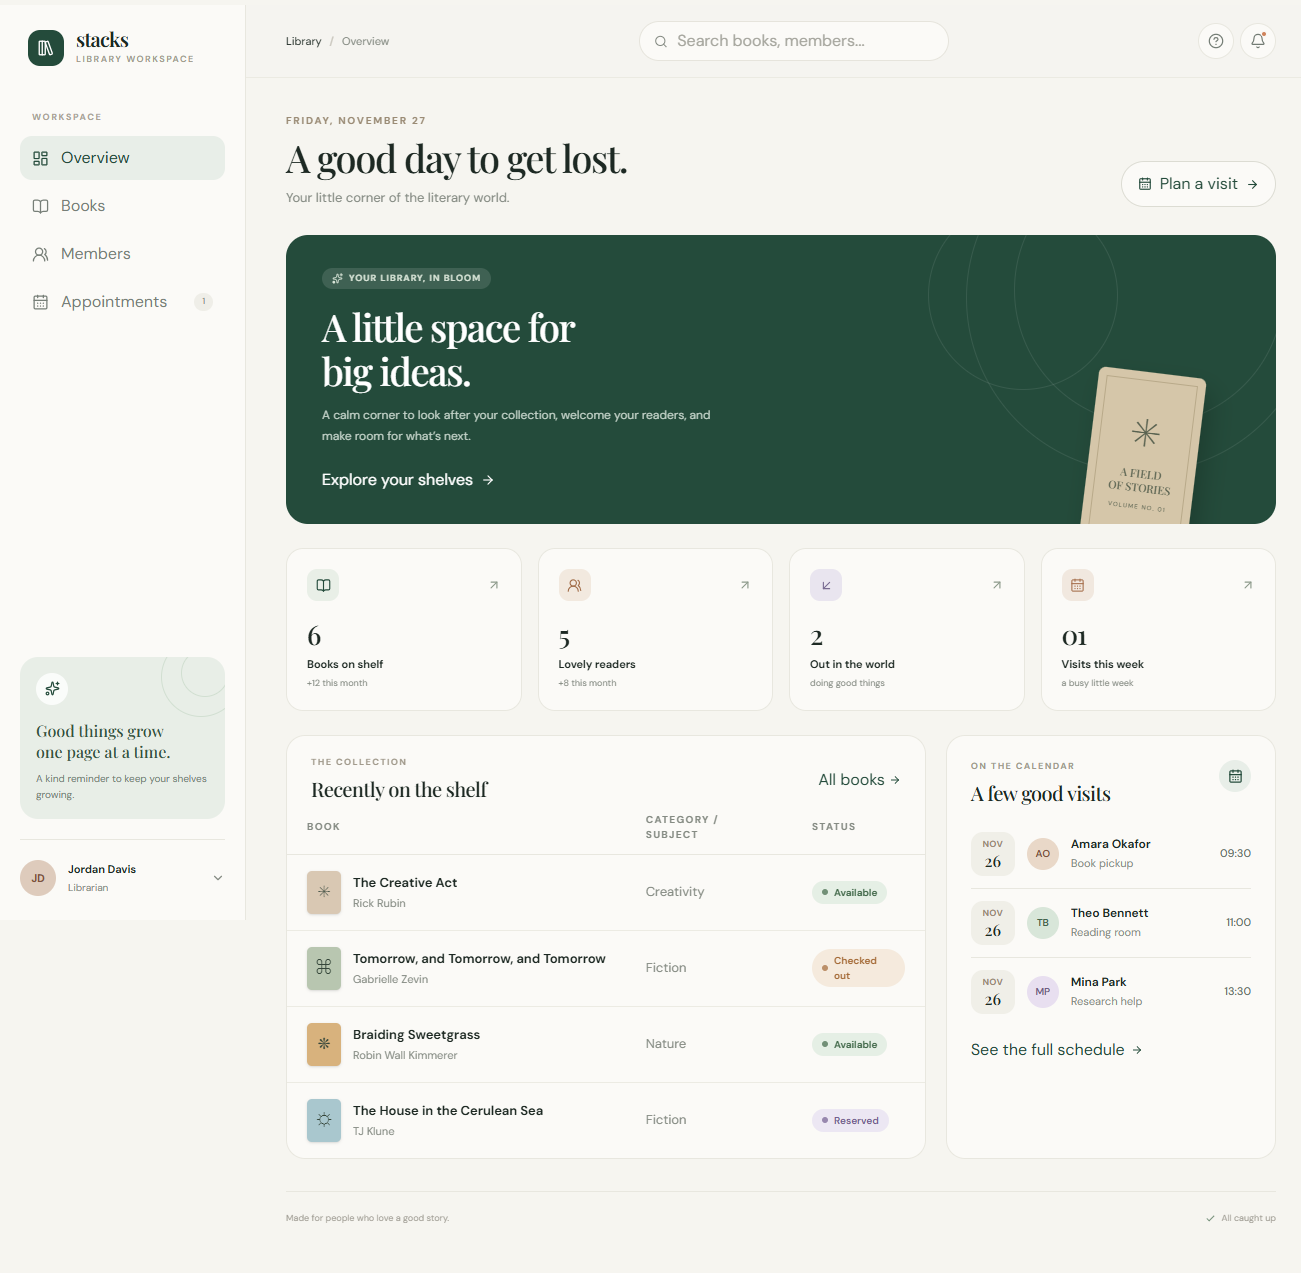 stacks
LIBRARY WORKSPACE
WORKSPACE
Overview
Books
Members
Appointments 1
Good things grow
one page at a time.
A kind reminder to keep your shelves
growing.
JD
Jordan Davis
Librarian
Library / Overview
Search books, members...
FRIDAY, NOVEMBER 27
A good day to get lost.
Your little corner of the literary world.
Plan a visit
YOUR LIBRARY, IN BLOOM
A little space for
big ideas.
A calm corner to look after your collection, welcome your readers, and
make room for what's next.
Explore your shelves
A FIELD
OF STORIES
VOLUME NO. 01
6
Books on shelf
+12 this month
5
Lovely readers
+8 this month
2
Out in the world
doing good things
01
Visits this week
a busy little week
THE COLLECTION
Recently on the shelf
All books
BOOK
CATEGORY /
SUBJECT
STATUS
The Creative Act
Rick Rubin
Creativity
Available
Tomorrow, and Tomorrow, and Tomorrow
Gabrielle Zevin
Fiction
Checked
out
Braiding Sweetgrass
Robin Wall Kimmerer
Nature
Available
The House in the Cerulean Sea
TJ Klune
Fiction
Reserved
ON THE CALENDAR
A few good visits
NOV
26
AO
Amara Okafor
Book pickup
09:30
NOV
26
TB
Theo Bennett
Reading room
11:00
NOV
26
MP
Mina Park
Research help
13:30
See the full schedule
Made for people who love a good story.
All caught up